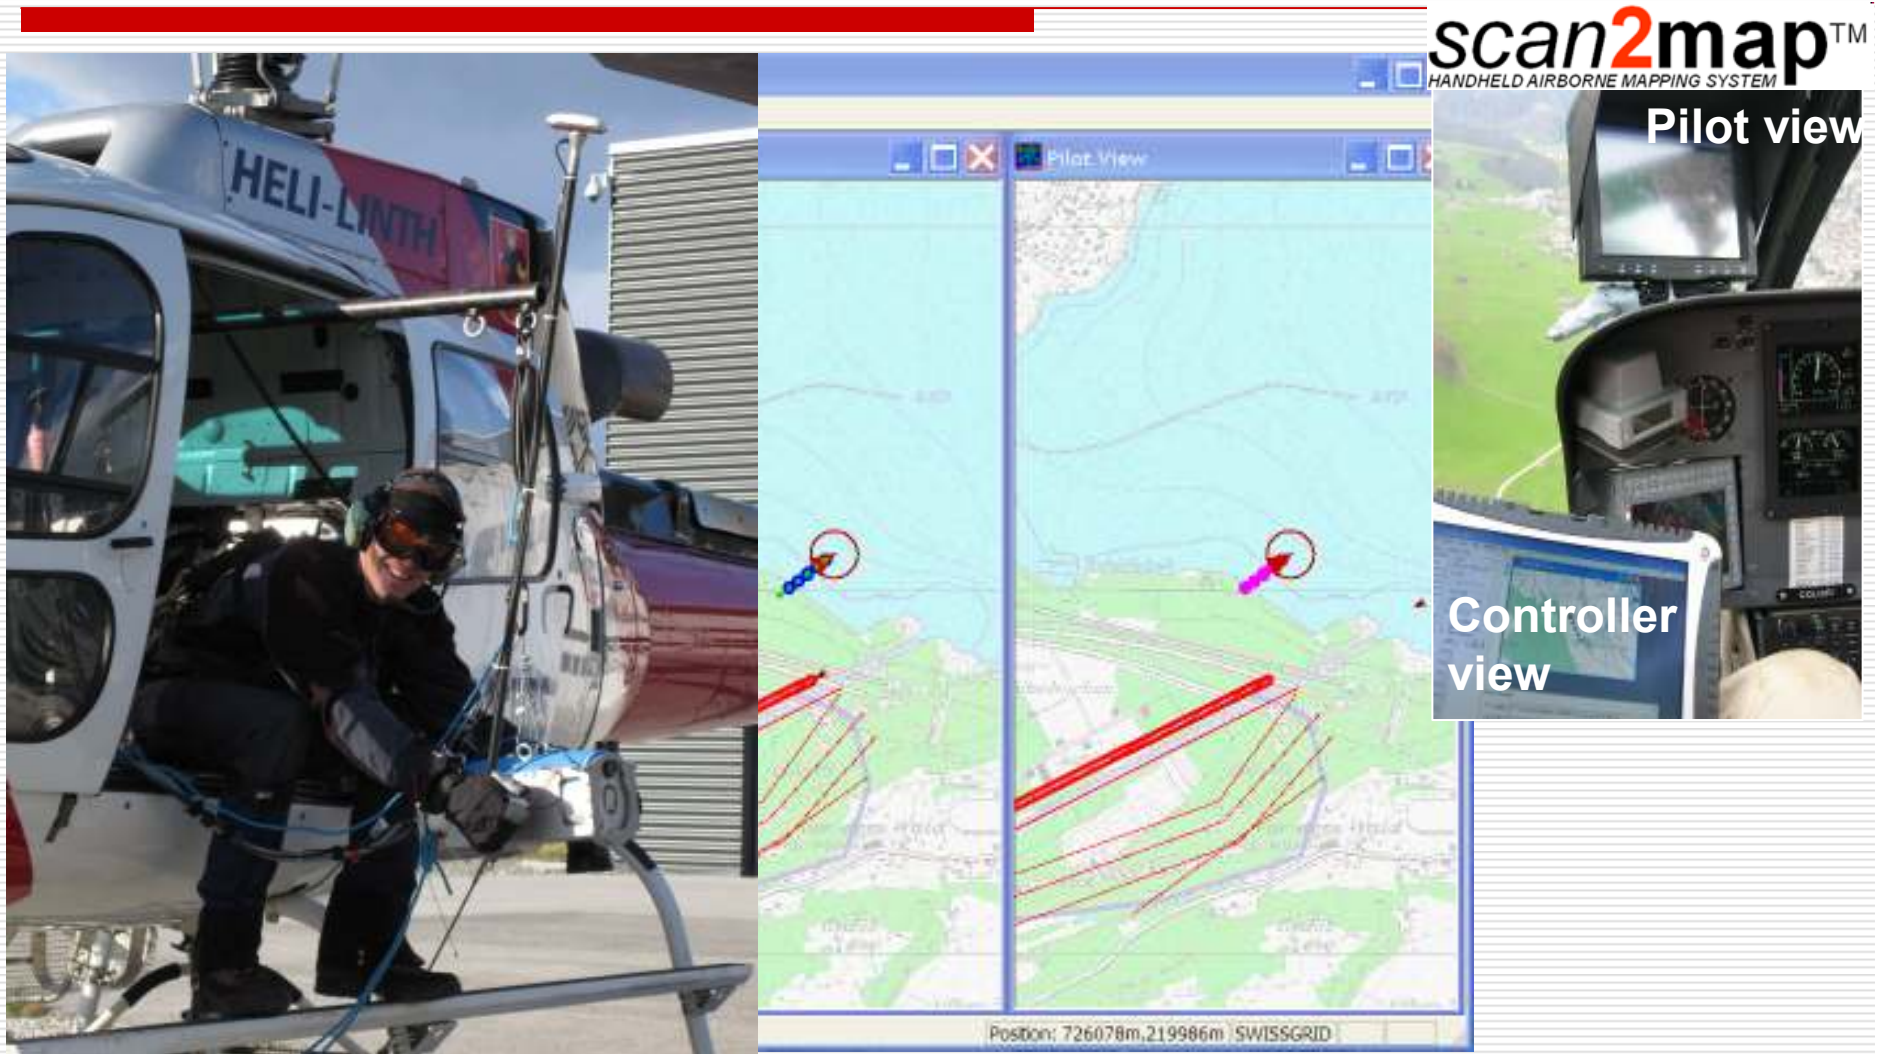 scan2map™
HANDHELD AIRBORNE MAPPING SYSTEM
Pilot view
HELI-LINTH
Pilot View
Controller
view
Position: 726078m,219986m SWISSGRID